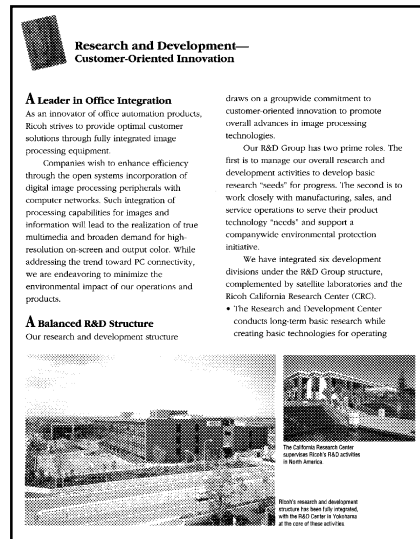 Research and Development—
Customer-Oriented Innovation
A Leader in Office Integration
As an innovator of office automation products,
Ricoh strives to provide optimal customer
solutions through fully integrated image
processing equipment.
Companies wish to enhance efficiency
through the open systems incorporation of
digital image processing peripherals with
computer networks. Such integration of
processing capabilities for images and
information will lead to the realization of true
multimedia and broaden demand for high-
resolution on-screen and output color. While
addressing the trend toward PC connectivity,
we are endeavoring to minimize the
environmental impact of our operations and
products.
A Balanced R&D Structure
Our research and development structure
draws on a groupwide commitment to
customer-oriented innovation to promote
overall advances in image processing
technologies.
Our R&D Group has two prime roles. The
first is to manage our overall research and
development activities to develop basic
research “needs” for progress. The second is to
work closely with manufacturing, sales, and
service operations to serve their product
technology “needs” and support a
companywide environmental protection
initiative.
We have integrated six development
divisions under the R&D Group structure,
complemented by satellite laboratories and the
Ricoh California Research Center (CRC).
• The Research and Development Center
conducts long-term basic research while
creating basic technologies for operating
The California Research Center
supervises Ricoh's R&D activities
in North America.
Ricoh's research and development
structure has been fully integrated,
with the R&D Center in Yokohama
at the core of these activities.